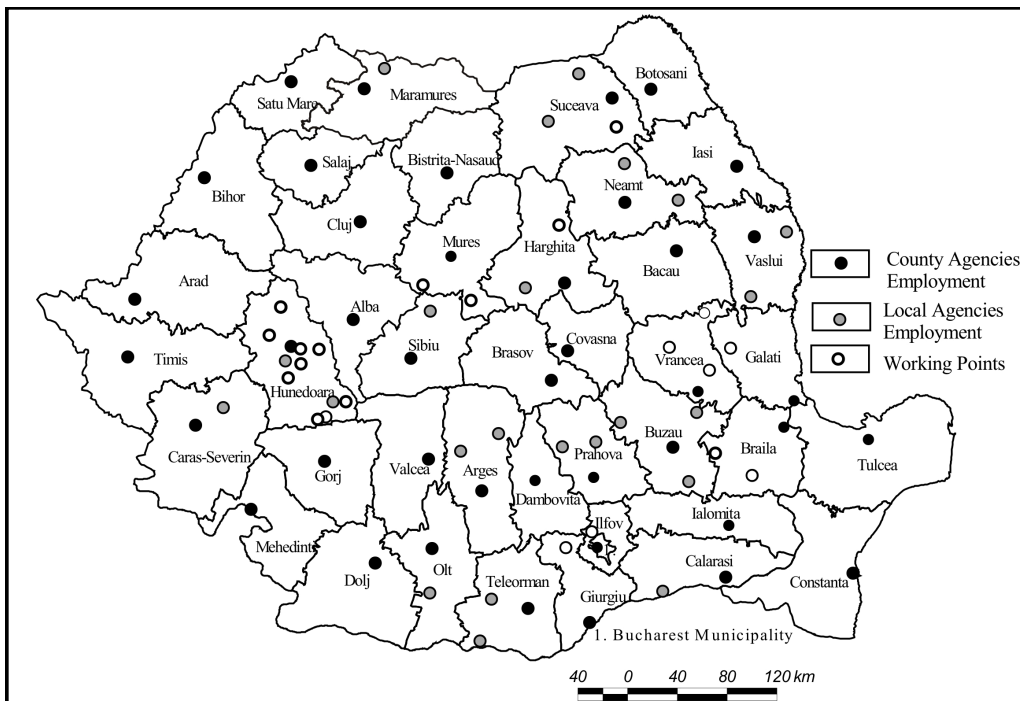 Botosani
Satu Mare
Maramures
Suceava
Iasi
Salaj
Bistrita-Nasaud
Neamt
Bihor
Cluj
Mures
Harghita
Bacau
Vaslui
County Agencies
Employment
Arad
Alba
Local Agencies
Employment
Timis
Sibiu
Brasov
Covasna
Vrancea
Galati
Working Points
Hunedoara
Caras-Severin
Gorj
Valcea
Arges
Prahova
Buzau
Braila
Tulcea
Dambovita
Ilfov
Ialomita
Mehedinti
Dolj
Olt
Teleorman
Giurgiu
Calarasi
Constanta
1. Bucharest Municipality
40 0 40 80 120 km